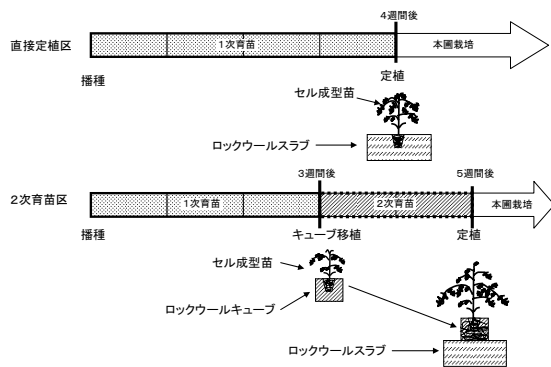 4週間後
直接定植区
1次育苗
本圃栽培
播種
定植
セル成型苗
ロックウールスラブ
3週間後
5週間後
2次育苗区
1次育苗
2次育苗
本圃栽培
播種
キューブ移植
定植
セル成型苗
ロックウールキューブ
ロックウールスラブ